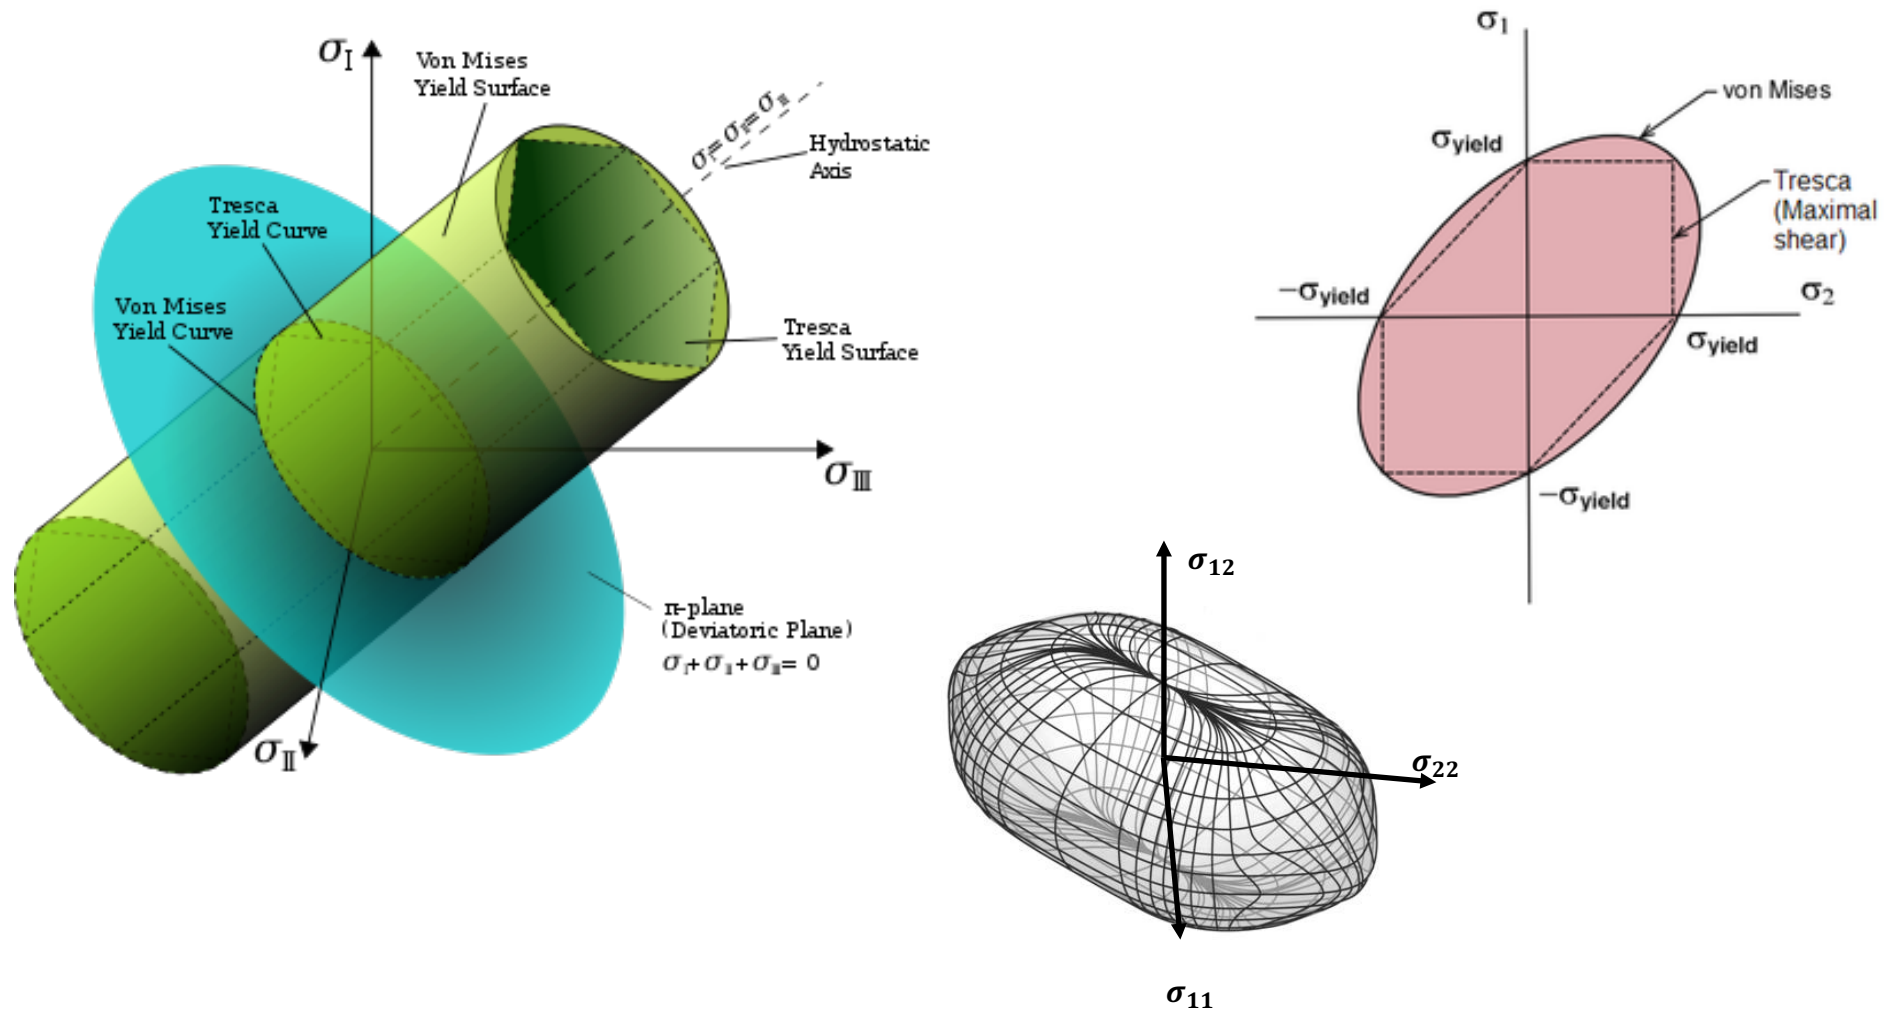 σI
Von Mises
Yield Surface
σI=σII=σIII
Hydrostatic
Axis
Tresca
Yield Curve
Von Mises
Yield Curve
Tresca
Yield Surface
σIII
π-plane
(Deviatoric Plane)
σI+σII+σIII= 0
σII
σ1
von Mises
σyield
Tresca
(Maximal
shear)
−σyield
σ2
σyield
−σyield
σ12
σ22
σ11